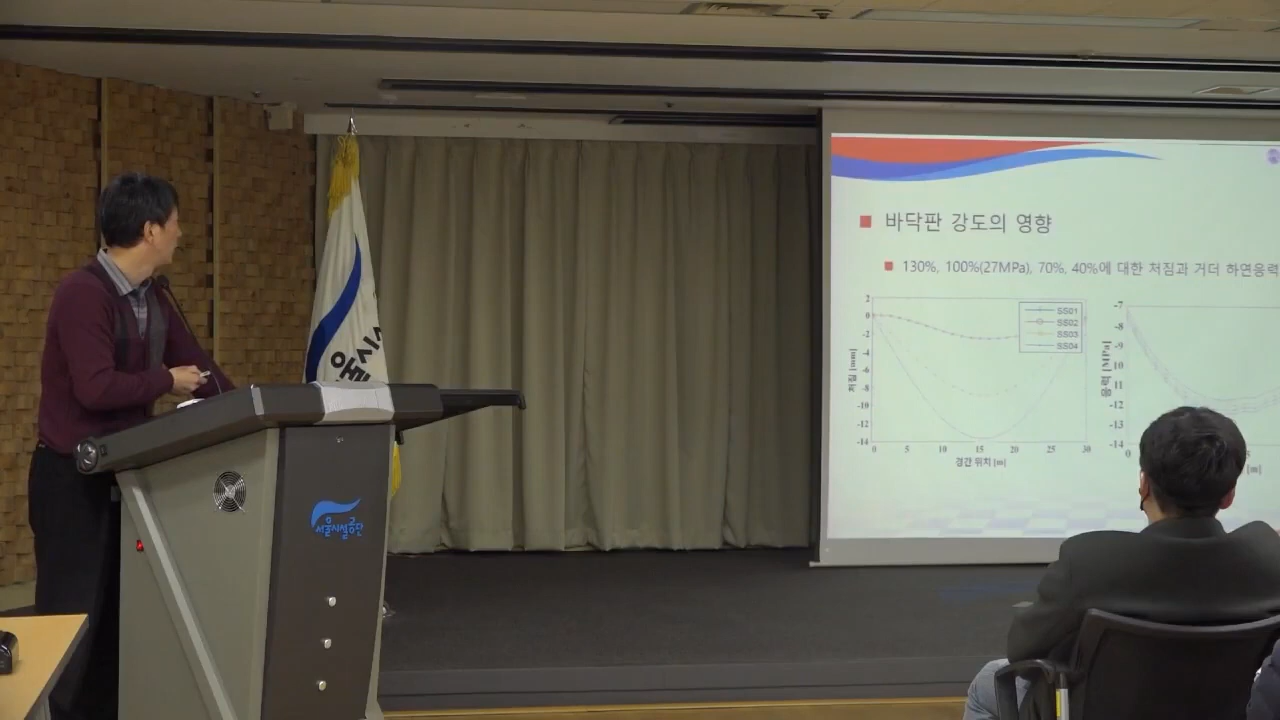 바닥판 강도의 영향
130%, 100%(27MPa), 70%, 40%에 대한 처짐과 거더 하연응력
2
0
-2
-4
-6
-8
-10
-12
-14
처짐 [mm]
0 5 10 15 20 25 30
경간 위치 [m]
SS01
SS02
SS03
SS04
-7
-8
-9
-10
-11
-12
-13
-14
응력 [MPa]
0
[m]
서울시설공단
울시